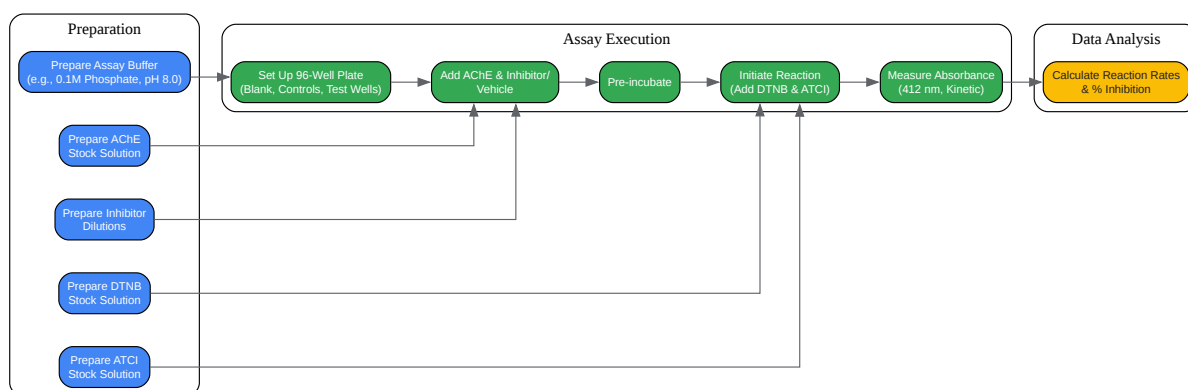 Preparation
Prepare Assay Buffer
(e.g., 0.1M Phosphate, pH 8.0)
Prepare AChE
Stock Solution
Prepare Inhibitor
Dilutions
Prepare DTNB
Stock Solution
Prepare ATCI
Stock Solution
Assay Execution
Set Up 96-Well Plate
(Blank, Controls, Test Wells)
Add AChE & Inhibitor/
Vehicle
Pre-incubate
Initiate Reaction
(Add DTNB & ATCI)
Measure Absorbance
(412 nm, Kinetic)
Data Analysis
Calculate Reaction Rates
& % Inhibition